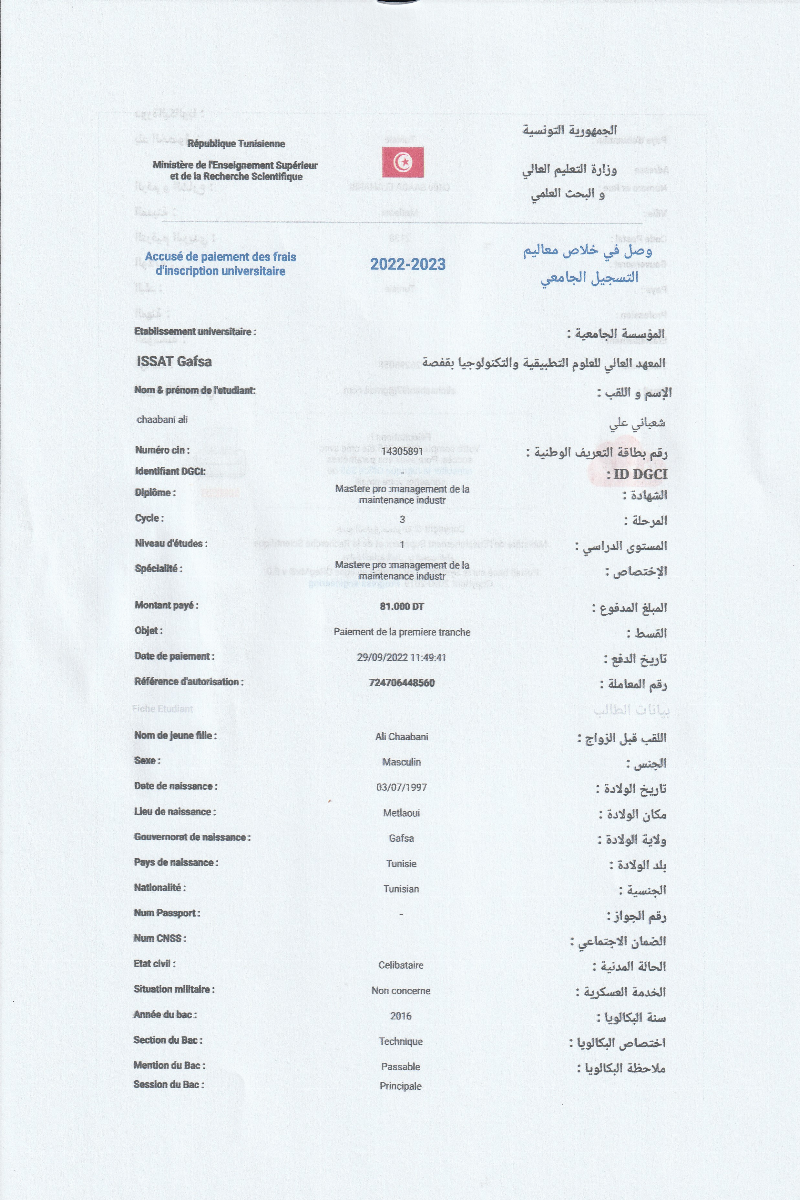 République Tunisienne
الجمهورية التونسية
Ministère de l'Enseignement Supérieur
et de la Recherche Scientifique
وزارة التعليم العالي
و البحث العلمي
Accusé de paiement des frais
d'inscription universitaire
2022-2023
وصل في خلاص معاليم
التسجيل الجامعي
Etablissement universitaire :
المؤسسة الجامعية :
ISSAT Gafsa
المعهد العالي للعلوم التطبيقية والتكنولوجيا بقفصة
Nom & prénom de l'etudiant:
الإسم و اللقب :
chaabani ali
شعباني علي
Numéro cin : 14305891 رقم بطاقة التعريف الوطنية :
Identifiant DGCI: - ID DGCI :
Diplôme : Mastere pro :management de la
maintenance industr الشهادة :
Cycle : 3 المرحلة :
Niveau d'études : 1 المستوى الدراسي :
Spécialité : Mastere pro :management de la
maintenance industr الإختصاص :
Montant payé : 81.000 DT المبلغ المدفوع :
Objet : Paiement de la premiere tranche القسط :
Date de paiement : 29/09/2022 11:49:41 تاريخ الدفع :
Référence d'autorisation : 724706448560 رقم المعاملة :
Fiche Etudiant بيانات الطالب
Nom de jeune fille : Ali Chaabani اللقب قبل الزواج :
Sexe : Masculin الجنس :
Date de naissance : 03/07/1997 تاريخ الولادة :
Lieu de naissance : Metlaoui مكان الولادة :
Gouvernorat de naissance : Gafsa ولاية الولادة :
Pays de naissance : Tunisie بلد الولادة :
Nationalité : Tunisian الجنسية :
Num Passport : - رقم الجواز :
Num CNSS : الضمان الاجتماعي :
Etat civil : Celibataire الحالة المدنية :
Situation militaire : Non concerne الخدمة العسكرية :
Année du bac : 2016 سنة البكالويا :
Section du Bac : Technique اختصاص البكالويا :
Mention du Bac : Passable ملاحظة البكالويا :
Session du Bac : Principale